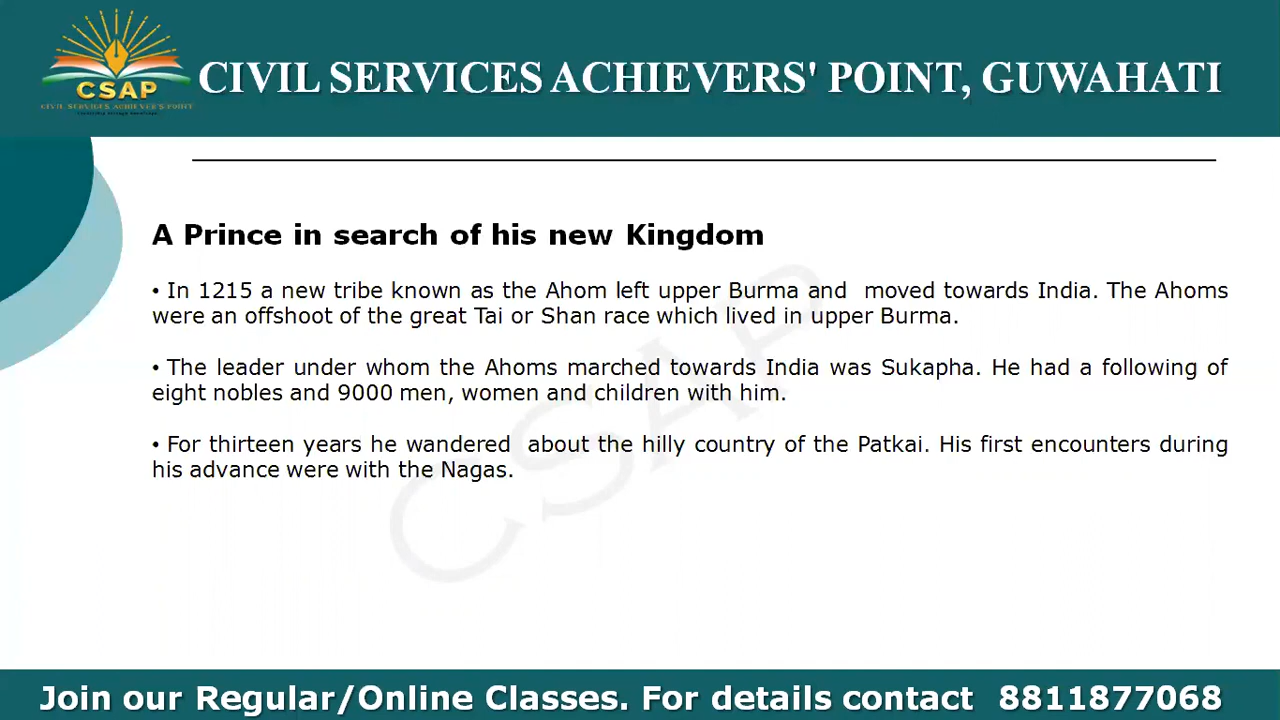 CSAP
CIVIL SERVICES ACHIEVER'S POINT
CIVIL SERVICES ACHIEVERS' POINT, GUWAHATI
A Prince in search of his new Kingdom
• In 1215 a new tribe known as the Ahom left upper Burma and moved towards India. The Ahoms
were an offshoot of the great Tai or Shan race which lived in upper Burma.
• The leader under whom the Ahoms marched towards India was Sukapha. He had a following of
eight nobles and 9000 men, women and children with him.
• For thirteen years he wandered about the hilly country of the Patkai. His first encounters during
his advance were with the Nagas.
CSAP
Join our Regular/Online Classes. For details contact 8811877068